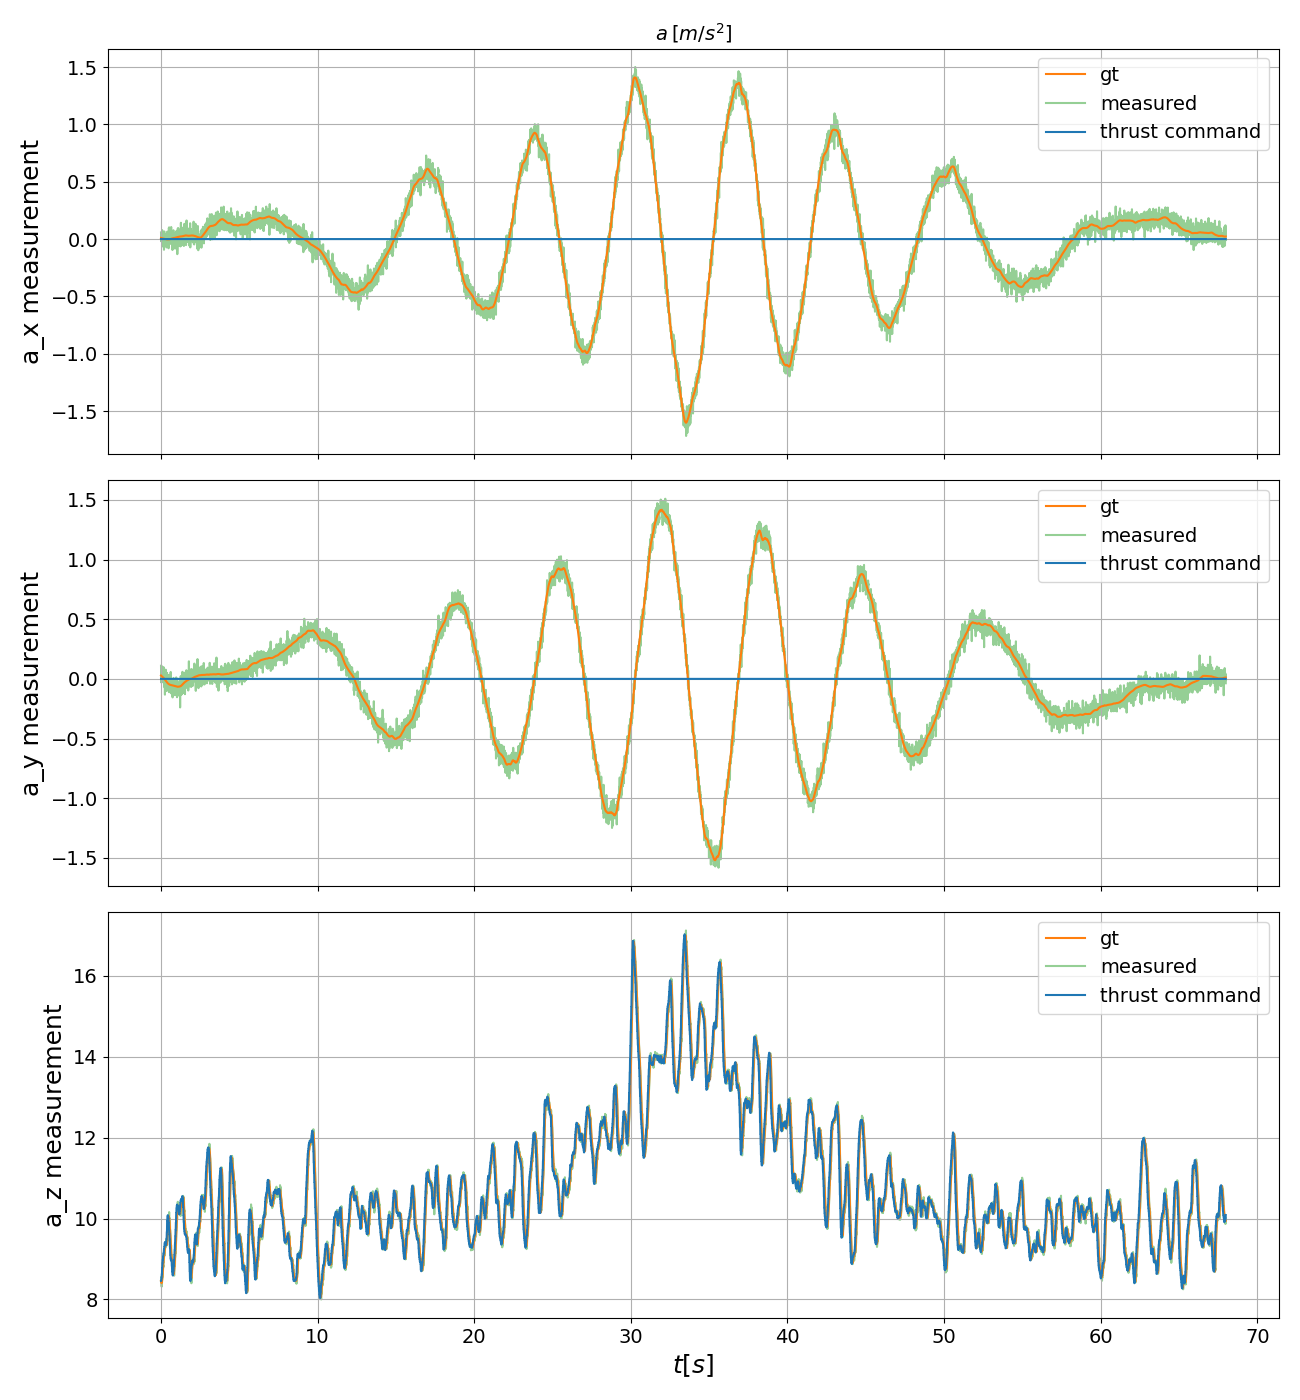 a [m/s²]
a_x measurement
1.5
1.0
0.5
0.0
−0.5
−1.0
−1.5
gt
measured
thrust command
a_y measurement
1.5
1.0
0.5
0.0
−0.5
−1.0
−1.5
gt
measured
thrust command
a_z measurement
16
14
12
10
8
gt
measured
thrust command
0 10 20 30 40 50 60 70
t[s]